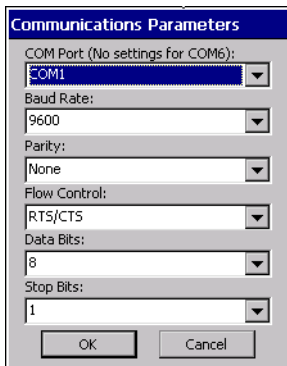 Communications Parameters
COM Port (No settings for COM6):
COM1
Baud Rate:
9600
Parity:
None
Flow Control:
RTS/CTS
Data Bits:
8
Stop Bits:
1
OK Cancel